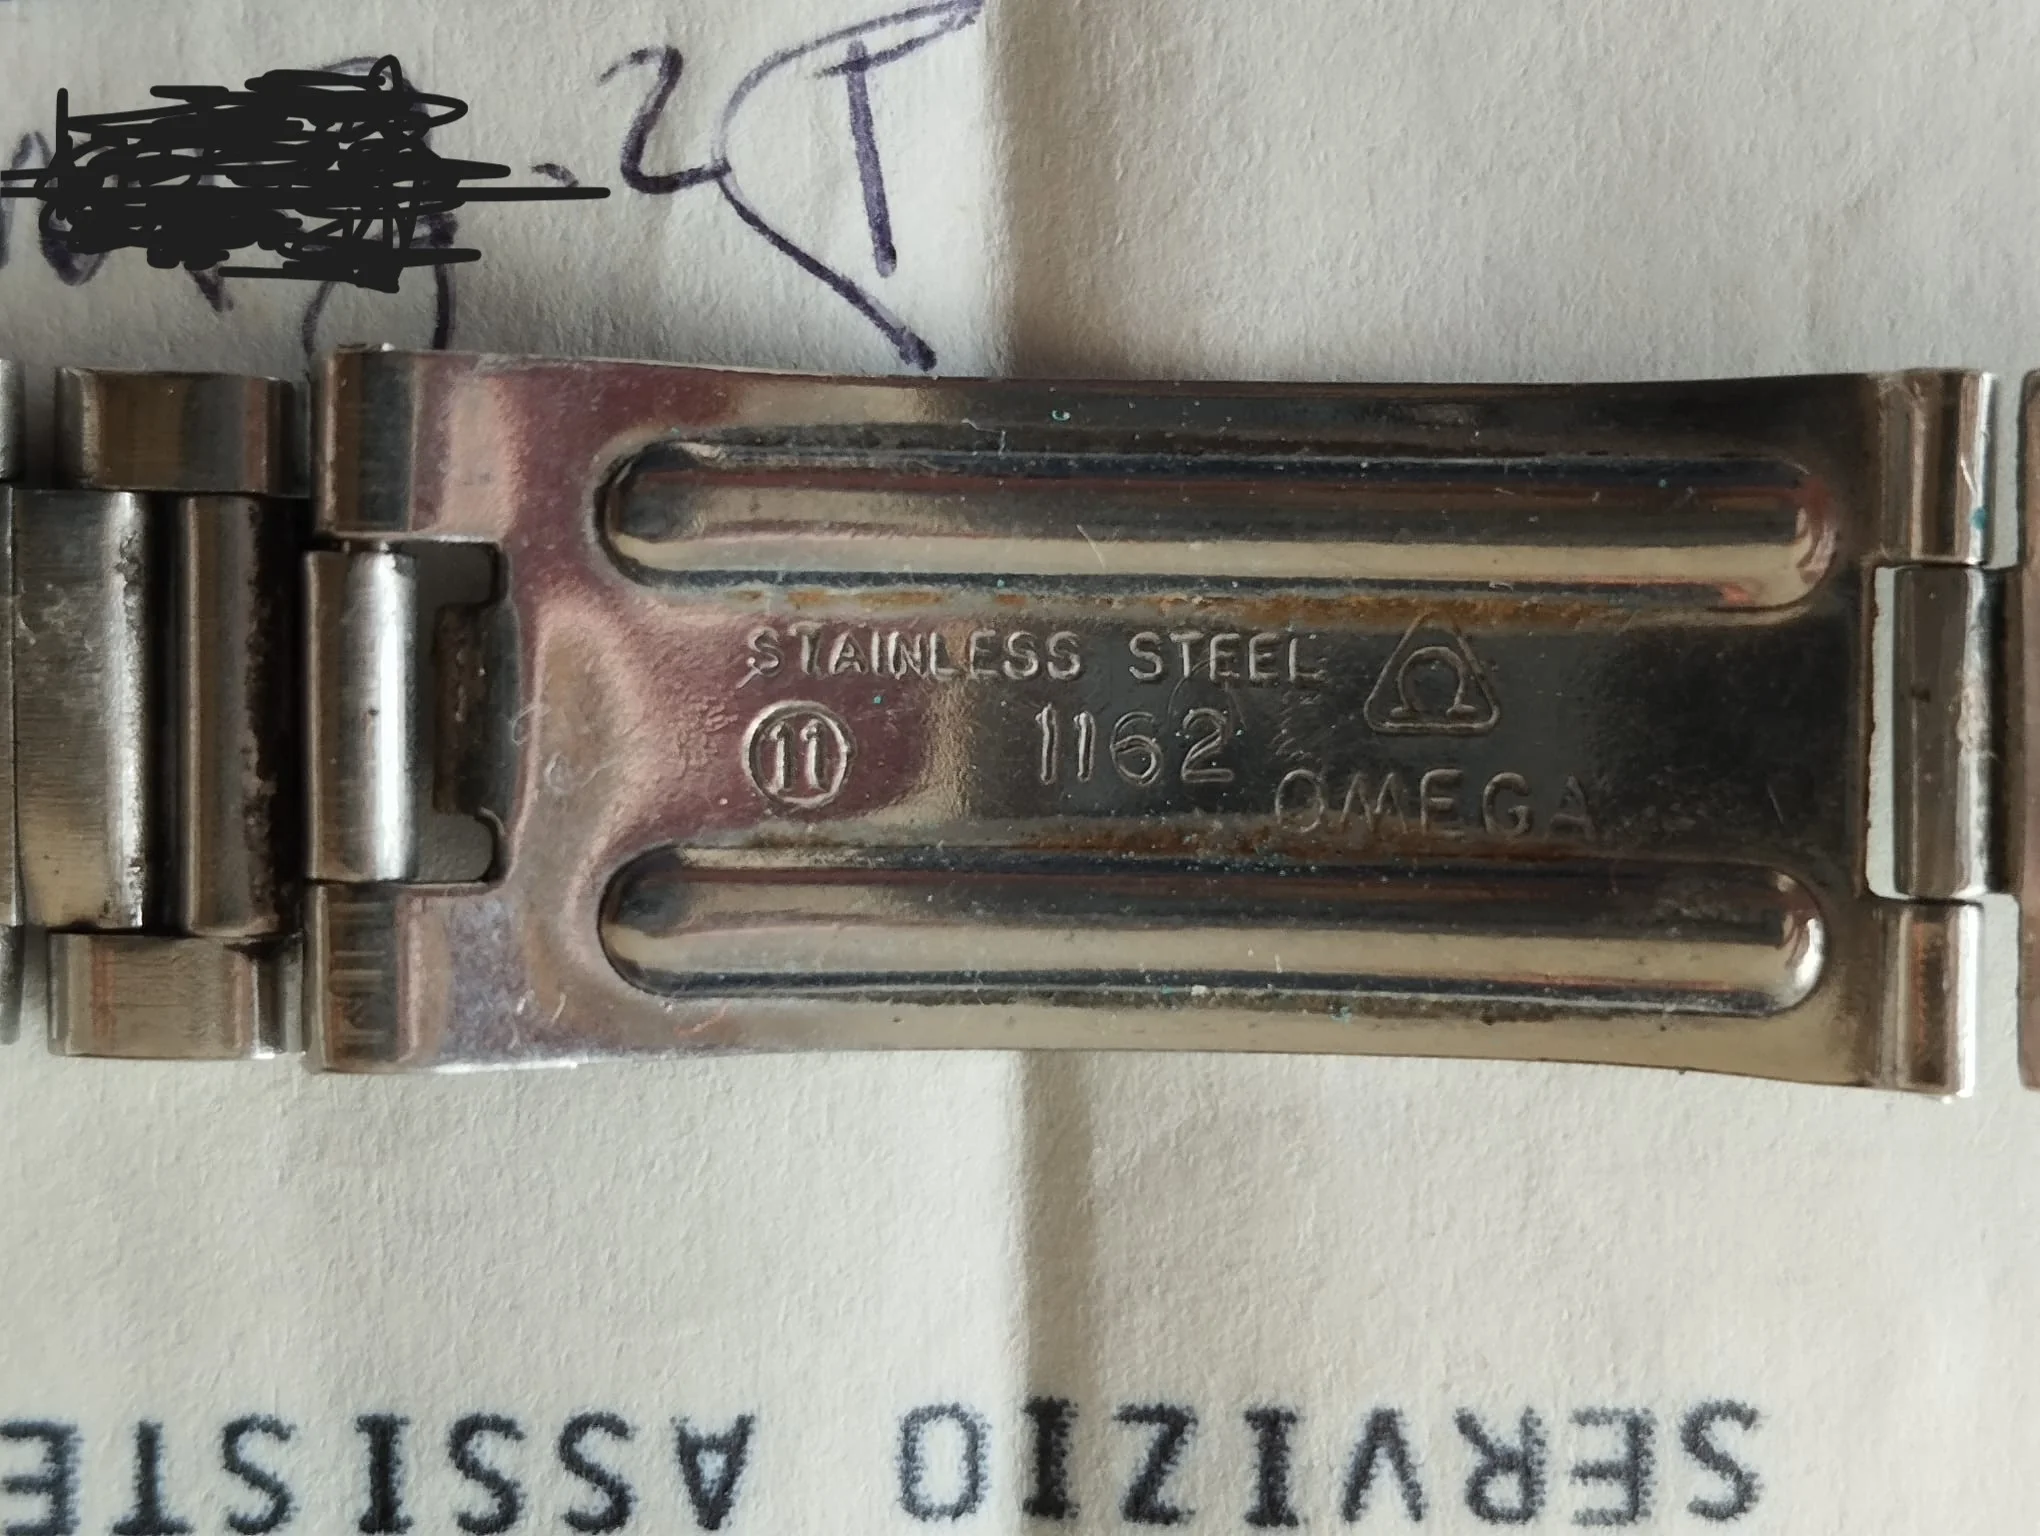 STAINLESS STEEL
11 1162
OMEGA
SERVIZIO ASSISTE